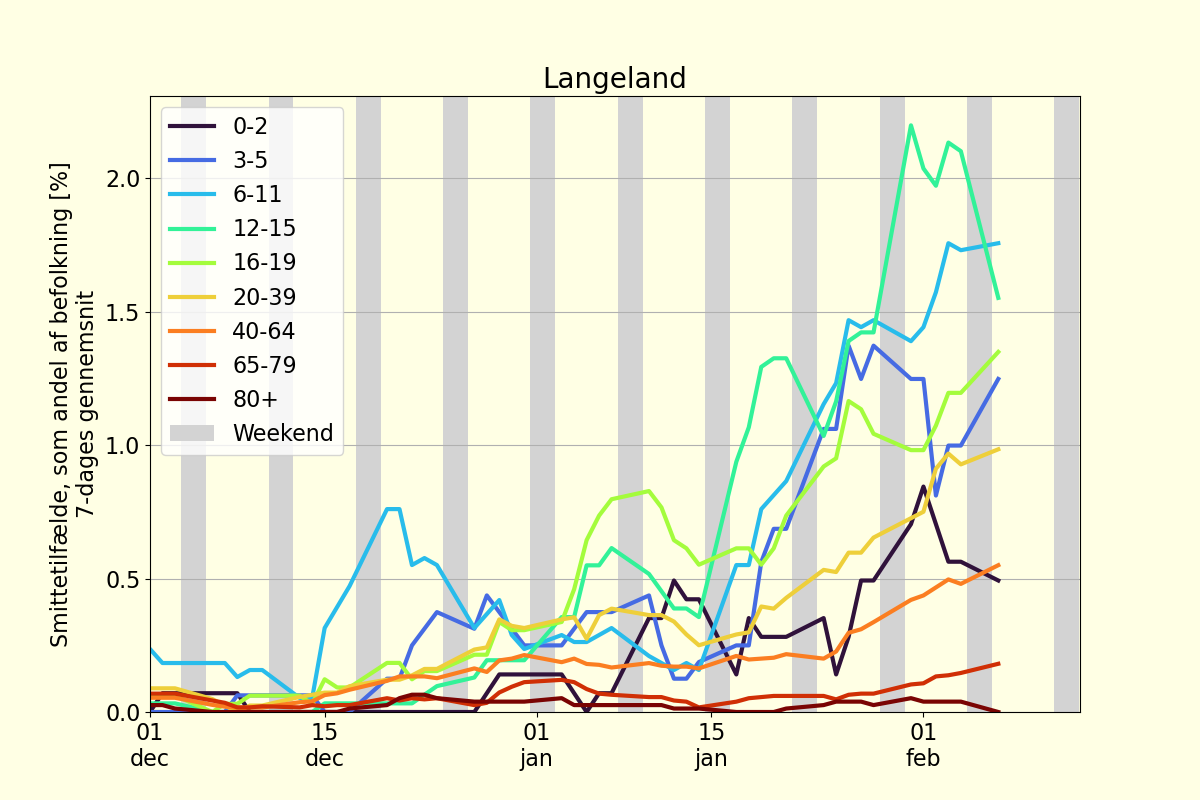 Langeland
Smittetilfælde, som andel af befolkning [%]
7-dages gennemsnit
2.0
1.5
1.0
0.5
0.0
0-2
3-5
6-11
12-15
16-19
20-39
40-64
65-79
80+
Weekend
01
dec
15
dec
01
jan
15
jan
01
feb